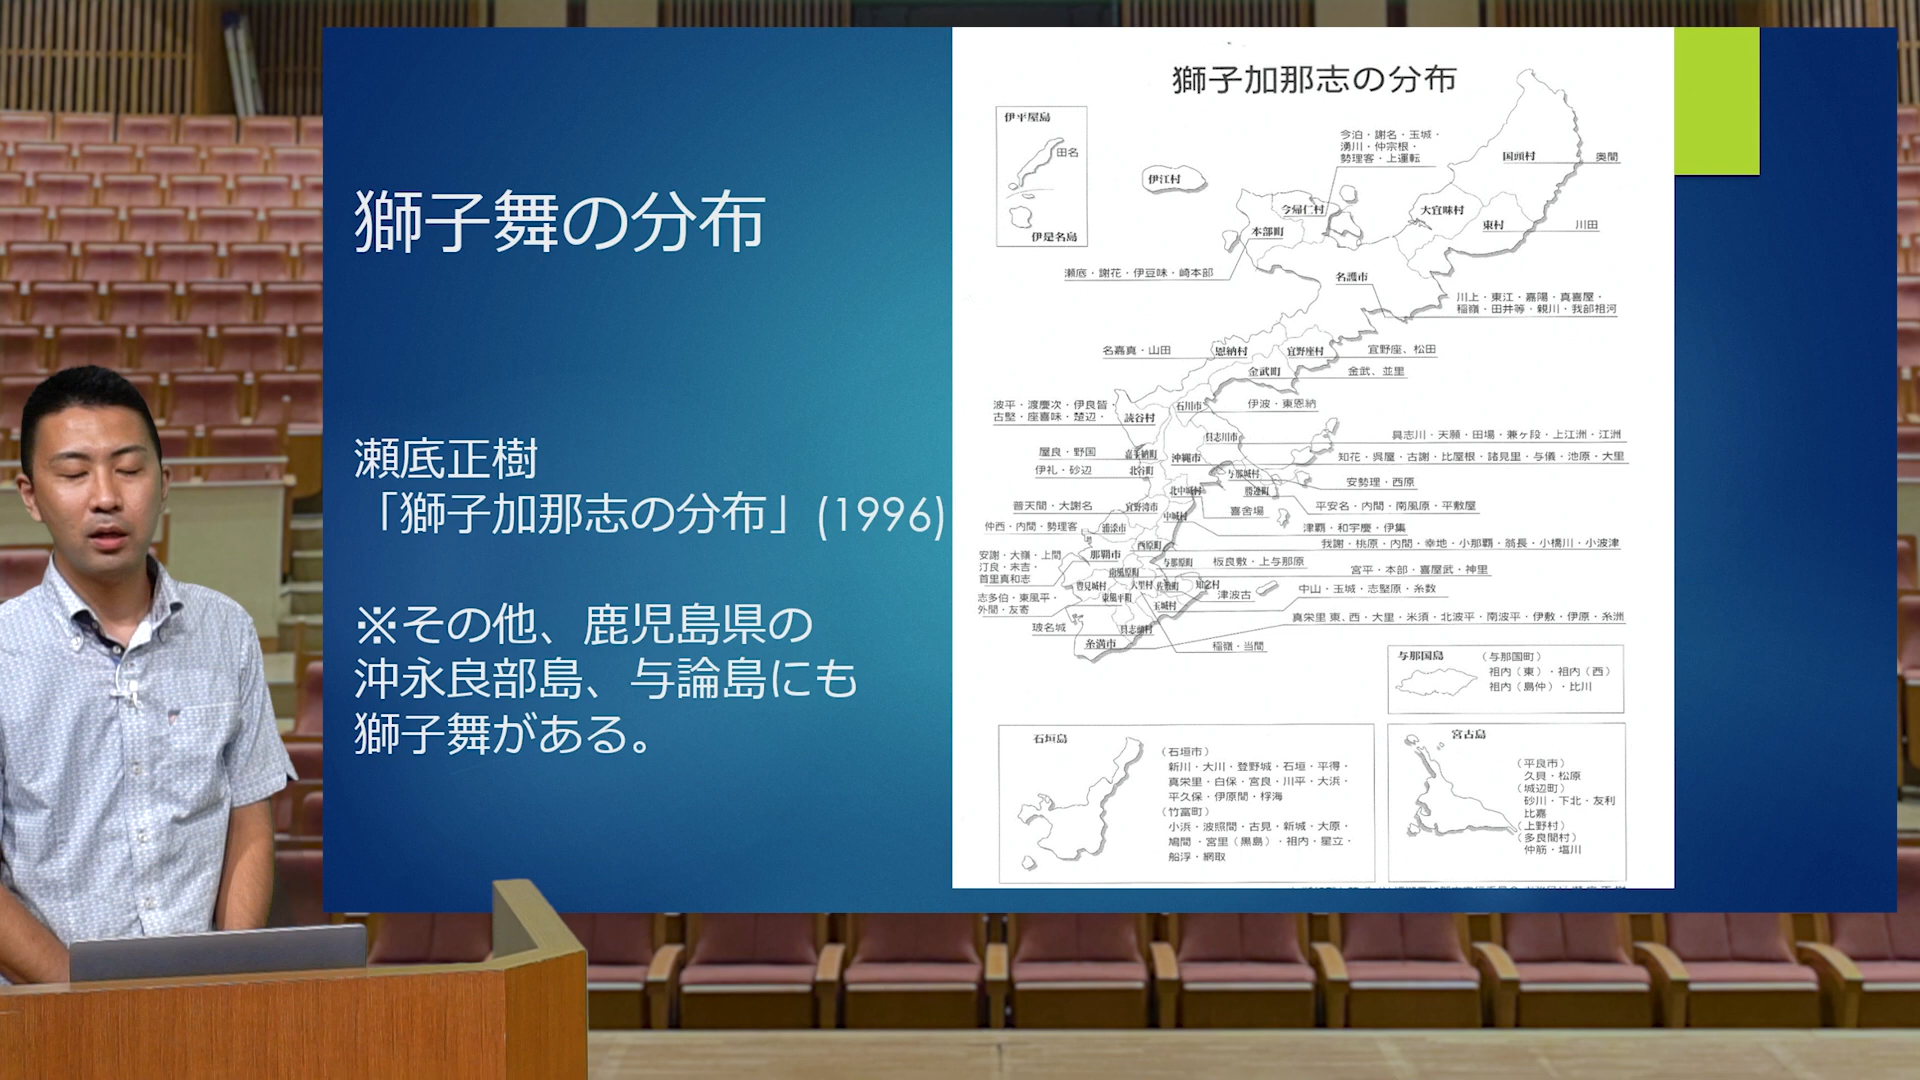 獅子舞の分布
瀬底正樹
「獅子加那志の分布」(1996)
※その他、鹿児島県の
沖永良部島、与論島にも
獅子舞がある。
獅子加那志の分布
伊平屋島
田名
伊是名島
伊江村
今泊・謝名・玉城・
湧川・仲宗根・
勢理客・上運転
国頭村
奥間
今帰仁村
大宜味村
東村
川田
本部町
瀬底・謝花・伊豆味・崎本部
名護市
川上・東江・嘉陽・真喜屋・
稲嶺・田井等・親川・我部祖河
名嘉真・山田
恩納村
宜野座村
宜野座、松田
金武町
金武、並里
波平・渡慶次・伊良皆・
古堅・座喜味・楚辺・
読谷村
石川市
伊波・東恩納
具志川市
具志川・天願・田場・兼ヶ段・上江洲・江洲
屋良・野国
嘉手納町
沖縄市
知花・呉屋・古謝・比屋根・諸見里・与儀・池原・大里
伊礼・砂辺
北谷町
与那城村
安勢理・西原
北中城村
勝連町
平安名・内間・南風原・平敷屋
普天間・大謝名
宜野湾市
喜舎場
中城村
津覇・和宇慶・伊集
仲西・内間・勢理客
浦添市
西原町
我謝・桃原・内間・幸地・小那覇・翁長・小橋川・小波津
安謝・大嶺・上間
汀良・末吉・
首里真和志
那覇市
与那原町
板良敷・上与那原
南風原町
宮平・本部・喜屋武・神里
豊見城村
大里村
佐敷町
知念村
津波古
中山・玉城・志堅原・糸数
志多伯・東風平・
外間・友寄
東風平町
玉城村
真栄里 東、西・大里・米須・北波平・南波平・伊敷・伊原・糸洲
玻名城
具志頭村
糸満市
稲嶺・当間
与那国島
（与那国町）
祖内（東）・祖内（西）
祖内（島仲）・比川
石垣島
（石垣市）
新川・大川・登野城・石垣・平得・
真栄里・白保・宮良・川平・大浜・
平久保・伊原間・桴海
（竹富町）
小浜・波照間・古見・新城・大原・
鳩間・宮里（黒島）・祖内・星立・
船浮・網取
宮古島
（平良市）
久貝・松原
（城辺町）
砂川・下北・友利
比嘉
（上野村）
（多良間村）
仲筋・塩川